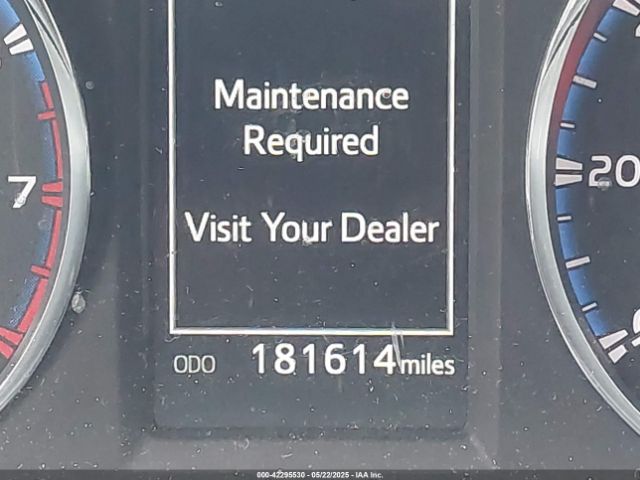 Maintenance
Required
Visit Your Dealer
7
20
ODO 181614 miles
000-42295530 - 05/22/2025 - IAA Inc.